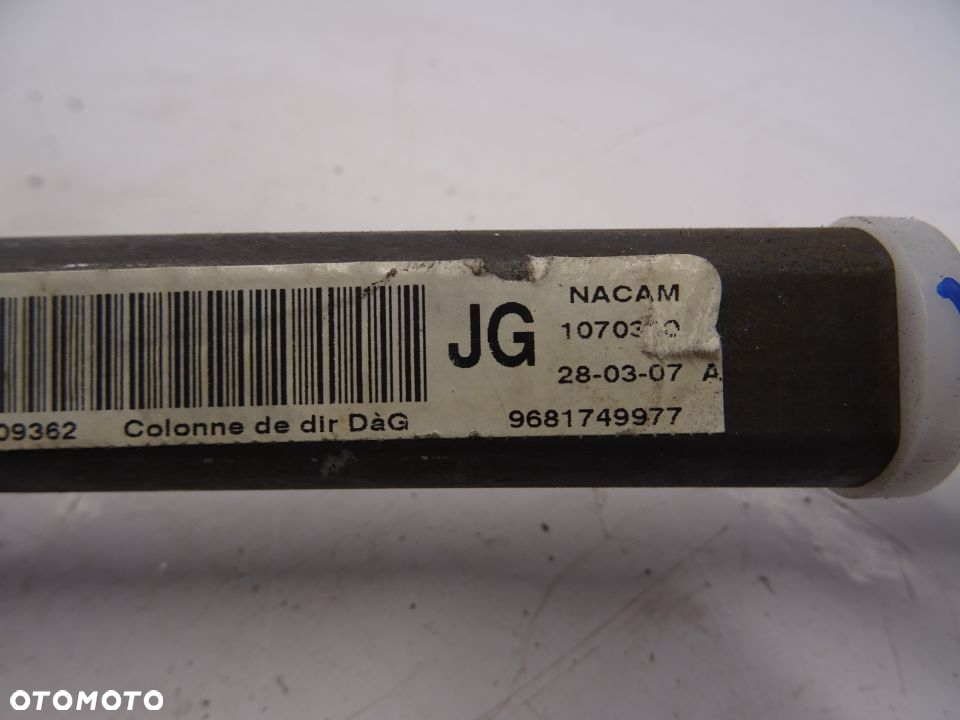 JG
NACAM
28-03-07 A
9681749977
09362 Colonne de dir DàG
OTOMOTO